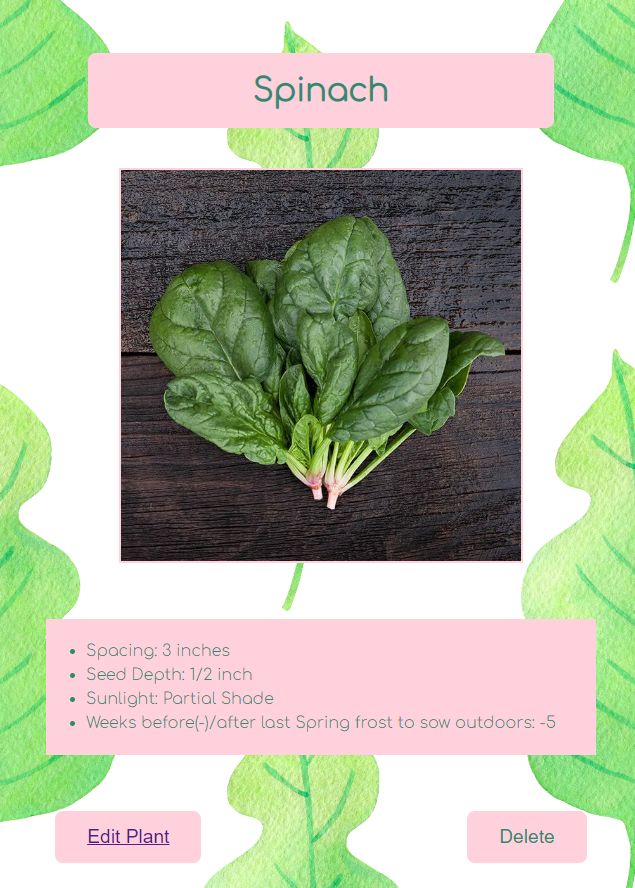 Spinach
Spacing: 3 inches
Seed Depth: 1/2 inch
Sunlight: Partial Shade
Weeks before(-)/after last Spring frost to sow outdoors: -5
Edit Plant
Delete